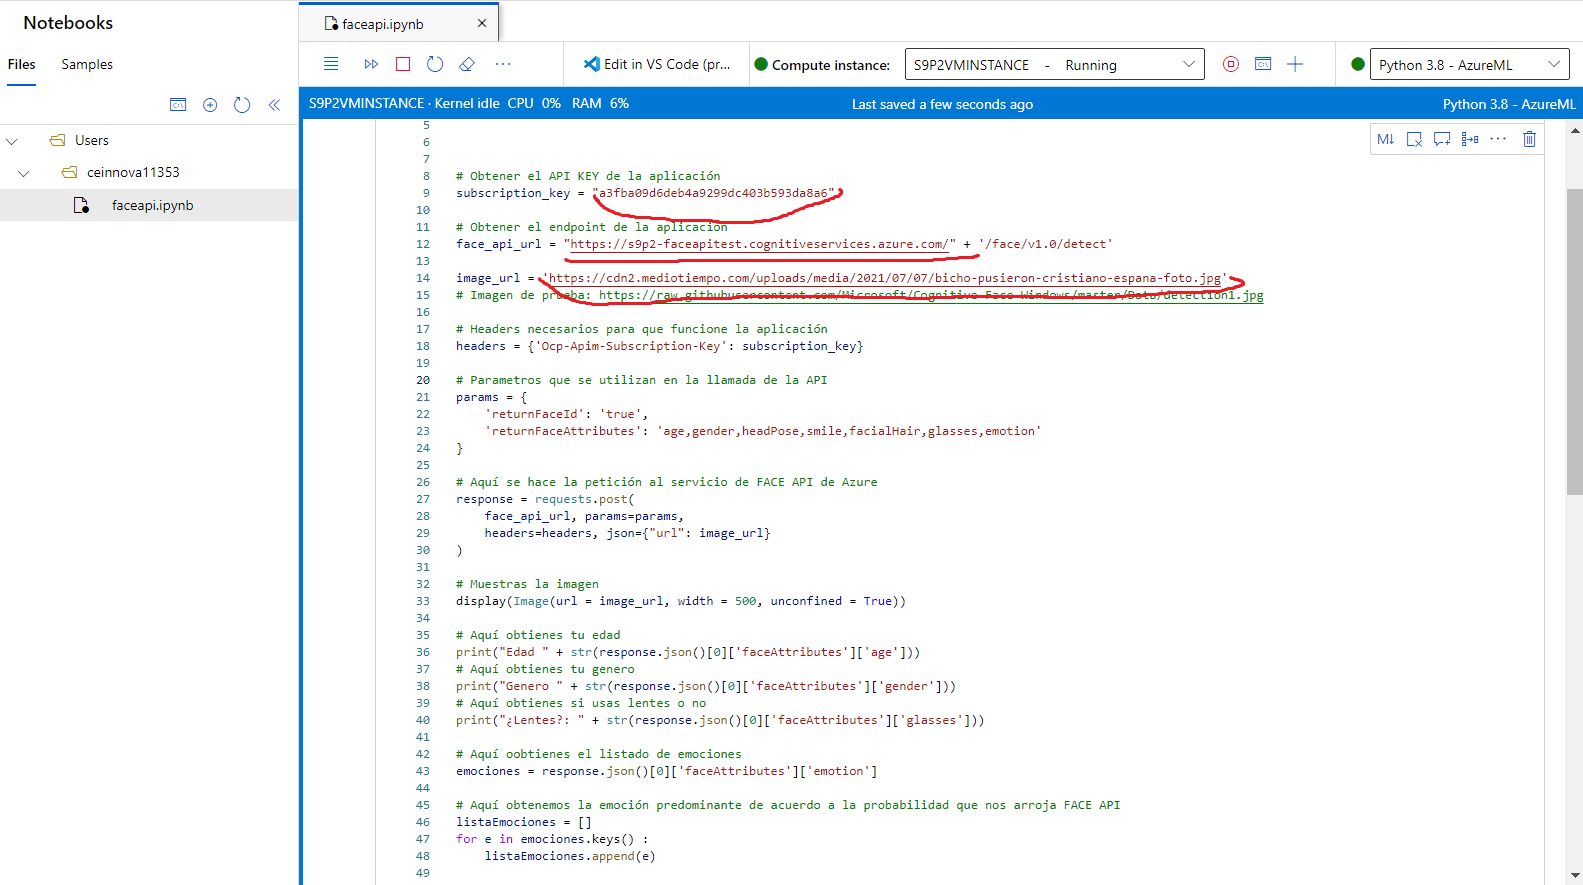 Notebooks
Files Samples
Users
ceinnova11353
faceapi.ipynb
faceapi.ipynb
Edit in VS Code (pr...
Compute instance:
S9P2VMINSTANCE - Running
Python 3.8 - AzureML
S9P2VMINSTANCE · Kernel idle CPU 0% RAM 6%
Last saved a few seconds ago
Python 3.8 - AzureML
M↓
5
6
7
8 # Obtener el API KEY de la aplicación
9 subscription_key = "a3fba09d6deb4a9299dc403b593da8a6"
10
11 # Obtener el endpoint de la aplicación
12 face_api_url = "https://s9p2-faceapitest.cognitiveservices.azure.com/" + '/face/v1.0/detect'
13
14 image_url = 'https://cdn2.mediotiempo.com/uploads/media/2021/07/07/bicho-pusieron-cristiano-espana-foto.jpg'
15 # Imagen de prueba: https://raw.githubusercontent.com/Microsoft/Cognitive-Face-Windows/master/Data/detection1.jpg
16
17 # Headers necesarios para que funcione la aplicación
18 headers = {'Ocp-Apim-Subscription-Key': subscription_key}
19
20 # Parametros que se utilizan en la llamada de la API
21 params = {
22 'returnFaceId': 'true',
23 'returnFaceAttributes': 'age,gender,headPose,smile,facialHair,glasses,emotion'
24 }
25
26 # Aquí se hace la petición al servicio de FACE API de Azure
27 response = requests.post(
28 face_api_url, params=params,
29 headers=headers, json={"url": image_url}
30 )
31
32 # Muestras la imagen
33 display(Image(url = image_url, width = 500, unconfined = True))
34
35 # Aquí obtienes tu edad
36 print("Edad " + str(response.json()[0]['faceAttributes']['age']))
37 # Aquí obtienes tu genero
38 print("Genero " + str(response.json()[0]['faceAttributes']['gender']))
39 # Aquí obtienes si usas lentes o no
40 print("¿Lentes?: " + str(response.json()[0]['faceAttributes']['glasses']))
41
42 # Aquí oobtienes el listado de emociones
43 emociones = response.json()[0]['faceAttributes']['emotion']
44
45 # Aquí obtenemos la emoción predominante de acuerdo a la probabilidad que nos arroja FACE API
46 listaEmociones = []
47 for e in emociones.keys() :
48 listaEmociones.append(e)
49